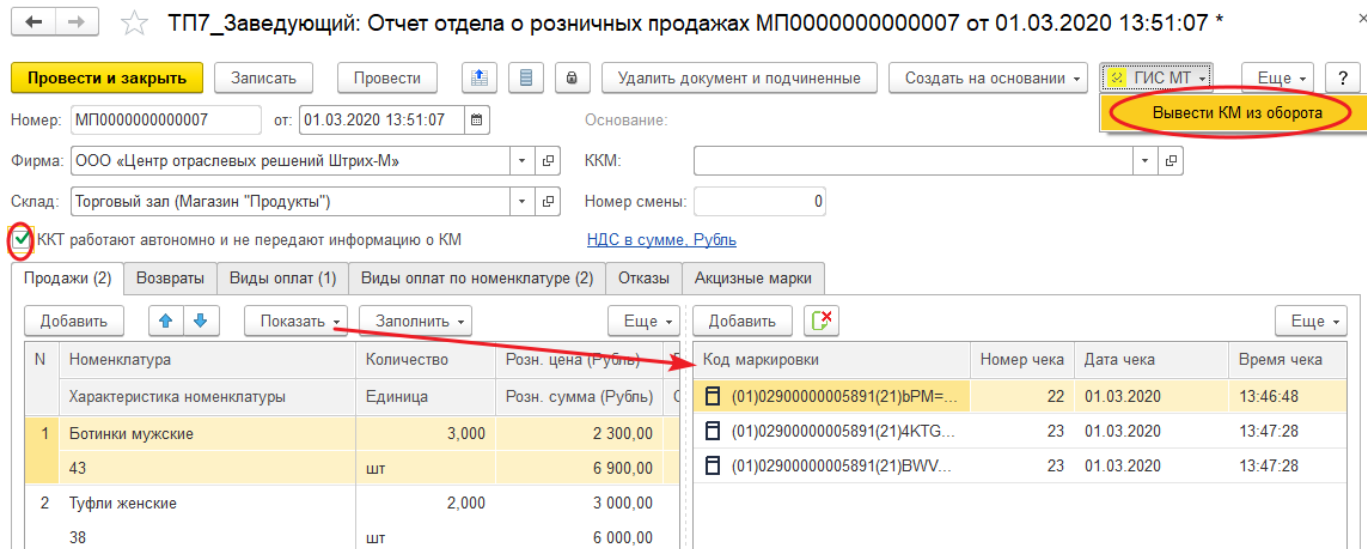 ТП7_Заведующий: Отчет отдела о розничных продажах МП0000000000007 от 01.03.2020 13:51:07 *
Провести и закрыть Записать Провести Удалить документ и подчиненные Создать на основании ГИС МТ Еще ?
Вывести КМ из оборота
Номер: МП0000000000007 от: 01.03.2020 13:51:07 Основание:
Фирма: ООО «Центр отраслевых решений Штрих-М» ККМ:
Склад: Торговый зал (Магазин "Продукты") Номер смены: 0
ККТ работают автономно и не передают информацию о КМ НДС в сумме, Рубль
Продажи (2) Возвраты Виды оплат (1) Виды оплат по номенклатуре (2) Отказы Акцизные марки
Добавить Показать Заполнить Еще Добавить Еще
N Номенклатура Количество Розн. цена (Рубль) Код маркировки Номер чека Дата чека Время чека
Характеристика номенклатуры Единица Розн. сумма (Рубль) (01)02900000005891(21)bPM=... 22 01.03.2020 13:46:48
1 Ботинки мужские 3,000 2 300,00 (01)02900000005891(21)4KTG... 23 01.03.2020 13:47:28
43 шт 6 900,00 (01)02900000005891(21)BWV... 23 01.03.2020 13:47:28
2 Туфли женские 2,000 3 000,00
38 шт 6 000,00